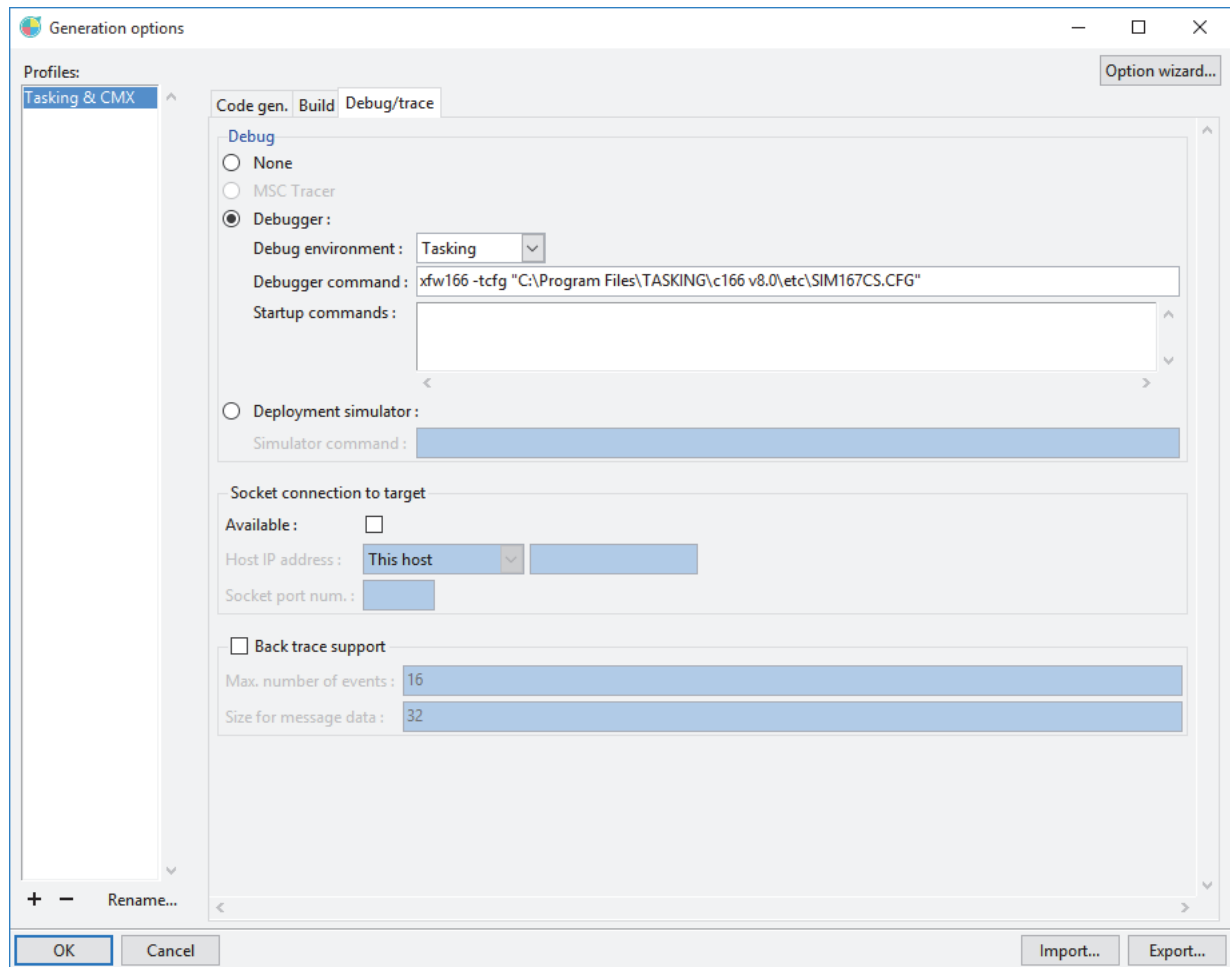 Generation options
Profiles:
Option wizard...
Tasking & CMX
Code gen. Build Debug/trace
Debug
None
MSC Tracer
Debugger :
Debug environment : Tasking
Debugger command : xfw166 -tcfg "C:\Program Files\TASKING\c166 v8.0\etc\SIM167CS.CFG"
Startup commands :
Deployment simulator :
Simulator command :
Socket connection to target
Available :
Host IP address : This host
Socket port num. :
Back trace support
Max. number of events : 16
Size for message data : 32
+ − Rename...
OK Cancel Import... Export...